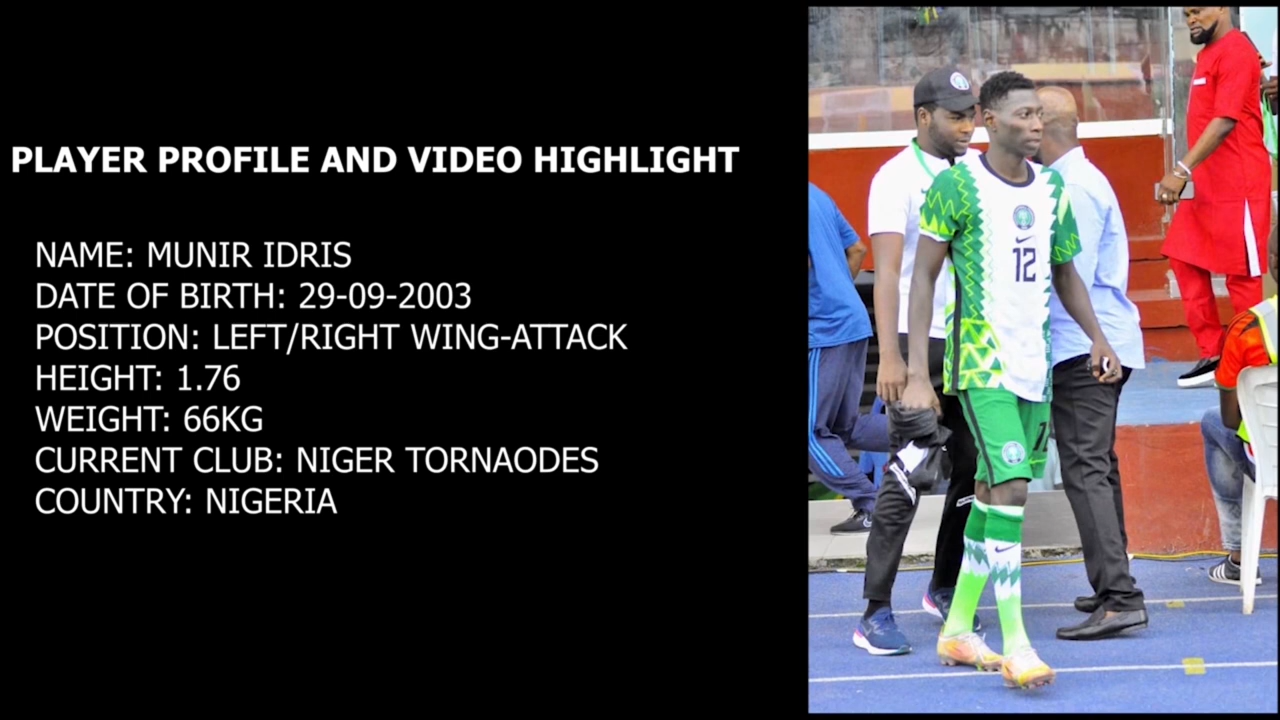 PLAYER PROFILE AND VIDEO HIGHLIGHT
NAME: MUNIR IDRIS
DATE OF BIRTH: 29-09-2003
POSITION: LEFT/RIGHT WING-ATTACK
HEIGHT: 1.76
WEIGHT: 66KG
CURRENT CLUB: NIGER TORNAODES
COUNTRY: NIGERIA
12
12